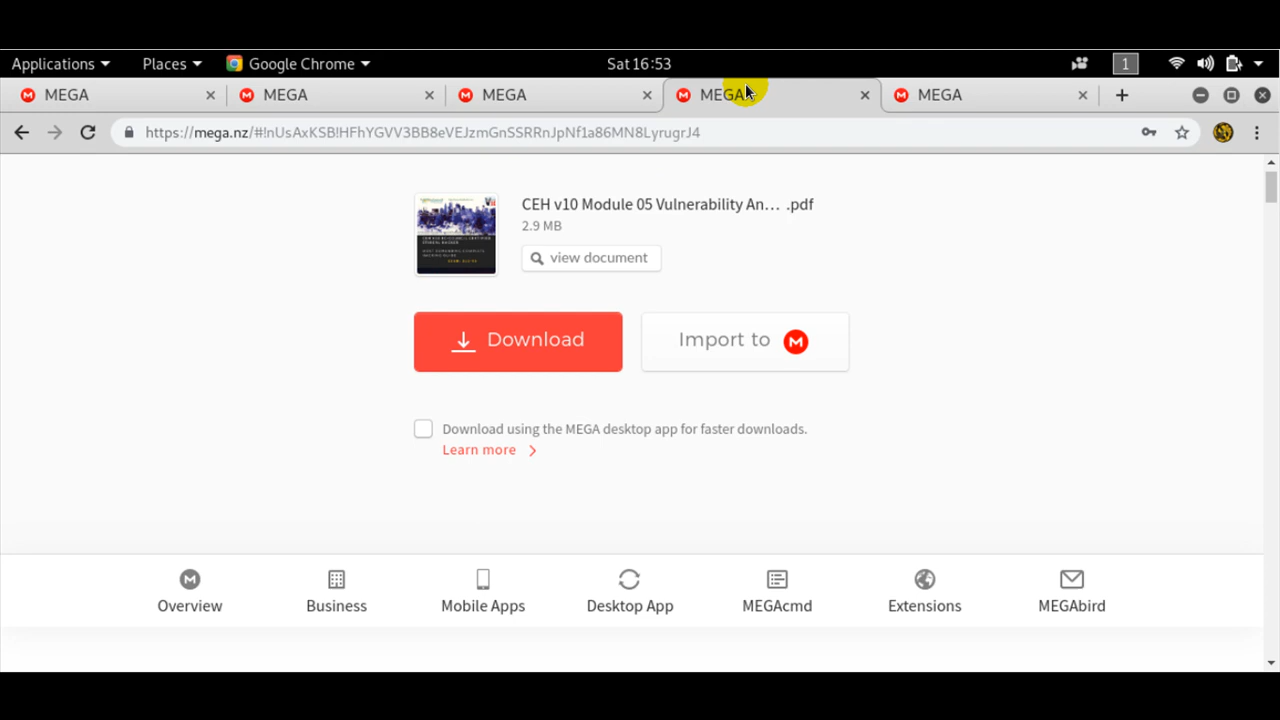 Applications Places Google Chrome Sat 16:53 1
MEGA MEGA MEGA MEGA MEGA
https://mega.nz/#!nUsAxKSB!HFhYGVV3BB8eVEJzmGnSSRRnJpNf1a86MN8LyrugrJ4
CEH v10 Module 05 Vulnerability An... .pdf
2.9 MB
view document
Download Import to M
Download using the MEGA desktop app for faster downloads.
Learn more
Overview Business Mobile Apps Desktop App MEGAcmd Extensions MEGAbird